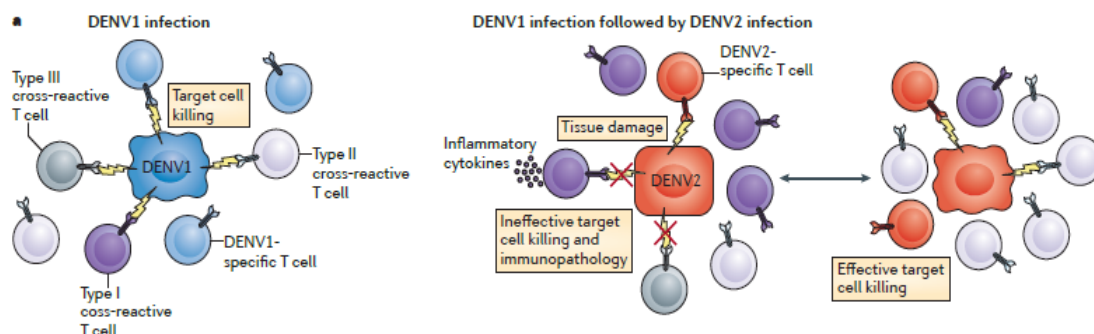 a
DENV1 infection
Type III
cross-reactive
T cell
Target cell
killing
DENV1
Type II
cross-reactive
T cell
DENV1-
specific T cell
Type I
coss-reactive
T cell
DENV1 infection followed by DENV2 infection
DENV2-
specific T cell
Tissue damage
Inflammatory
cytokines
DENV2
Ineffective target
cell killing and
immunopathology
Effective target
cell killing